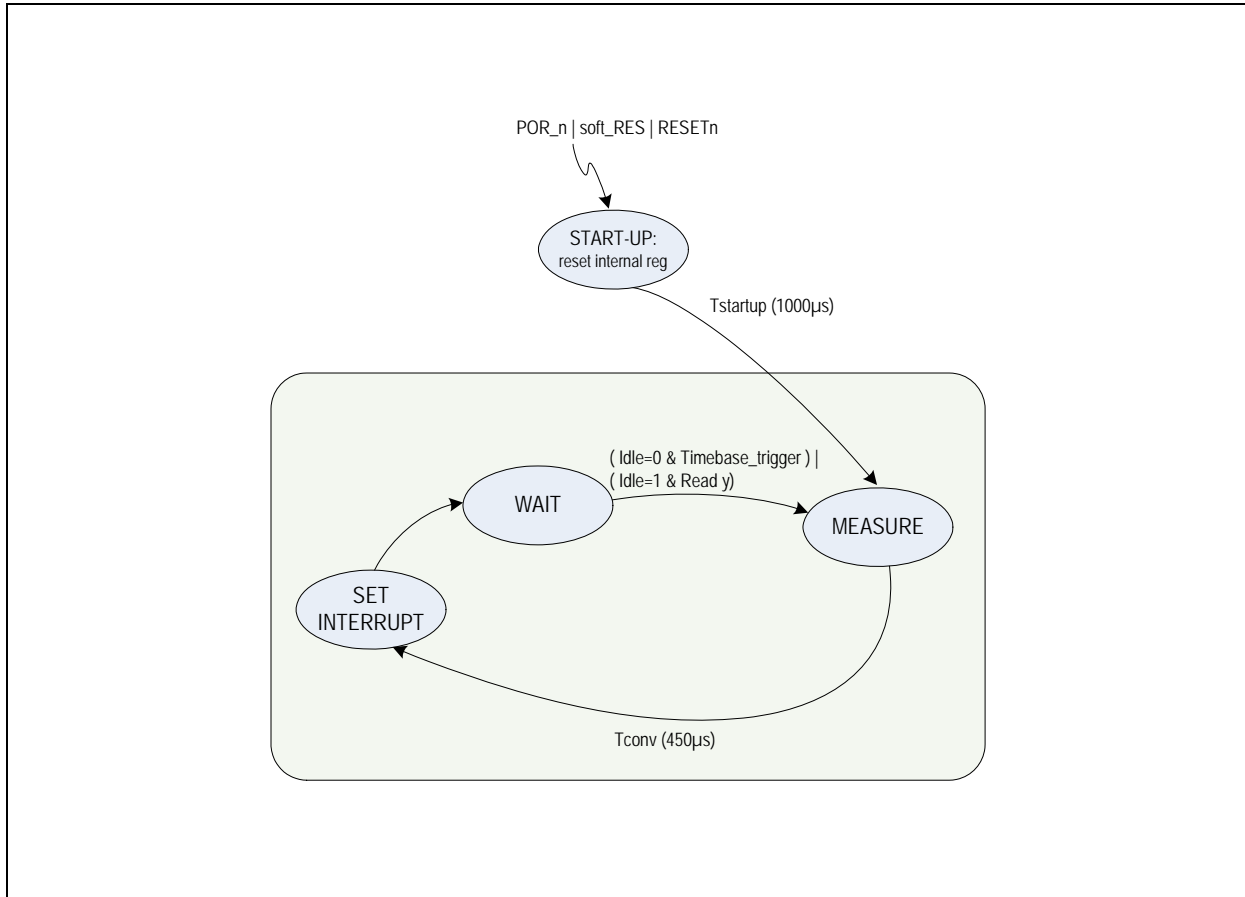 POR_n | soft_RES | RESETn
START-UP:
reset internal reg
Tstartup (1000µs)
( Idle=0 & Timebase_trigger ) |
( Idle=1 & Read y)
WAIT
MEASURE
SET
INTERRUPT
Tconv (450µs)